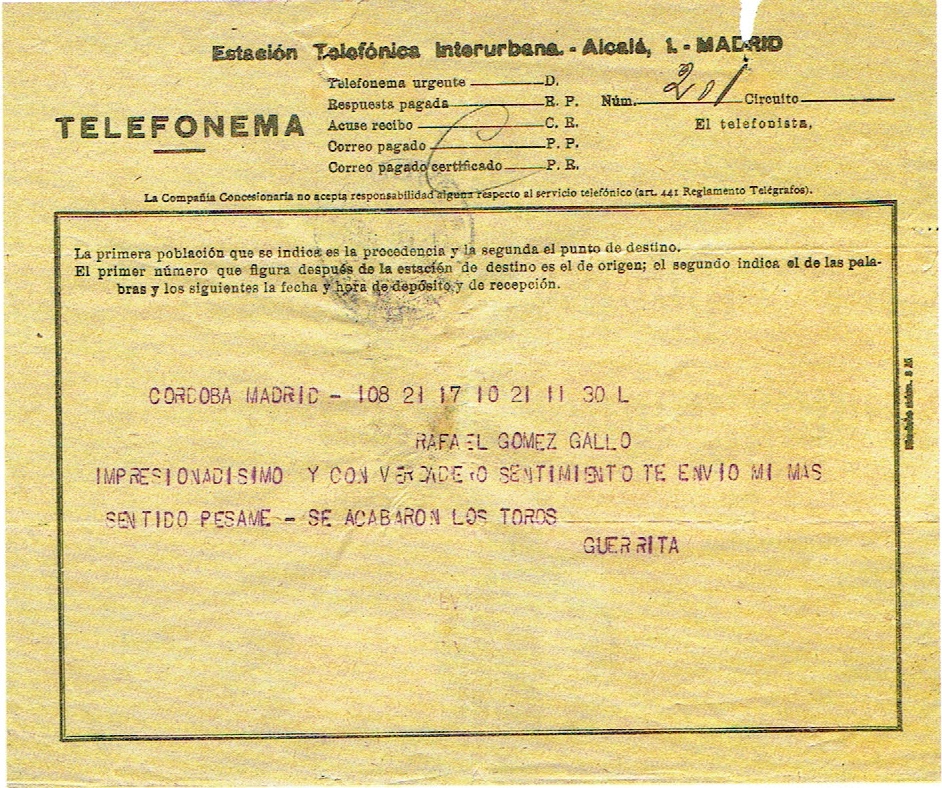 Estación Telefónica Interurbana. - Alcalá, 1. - MADRID
TELEFONEMA
Telefonema urgente D.
Respuesta pagada R. P.
Acuse recibo C. R.
Correo pagado P. P.
Correo pagado certificado P. R.
Núm. 201 Circuito
El telefonista,
La Compañía Concesionaria no acepta responsabilidad alguna respecto al servicio telefónico (art. 441 Reglamento Telégrafos).
La primera población que se indica es la procedencia y la segunda el punto de destino.
El primer número que figura después de la estación de destino es el de origen; el segundo indica el de las pala-
bras y los siguientes la fecha y hora de depósito y de recepción.
CORDOBA MADRID - 108 21 17 10 21 11 30 L
RAFAEL GOMEZ GALLO
IMPRESIONADISIMO Y CON VERDADERO SENTIMIENTO TE ENVIO MI MAS
SENTIDO PESAME - SE ACABARON LOS TOROS
GUERRITA